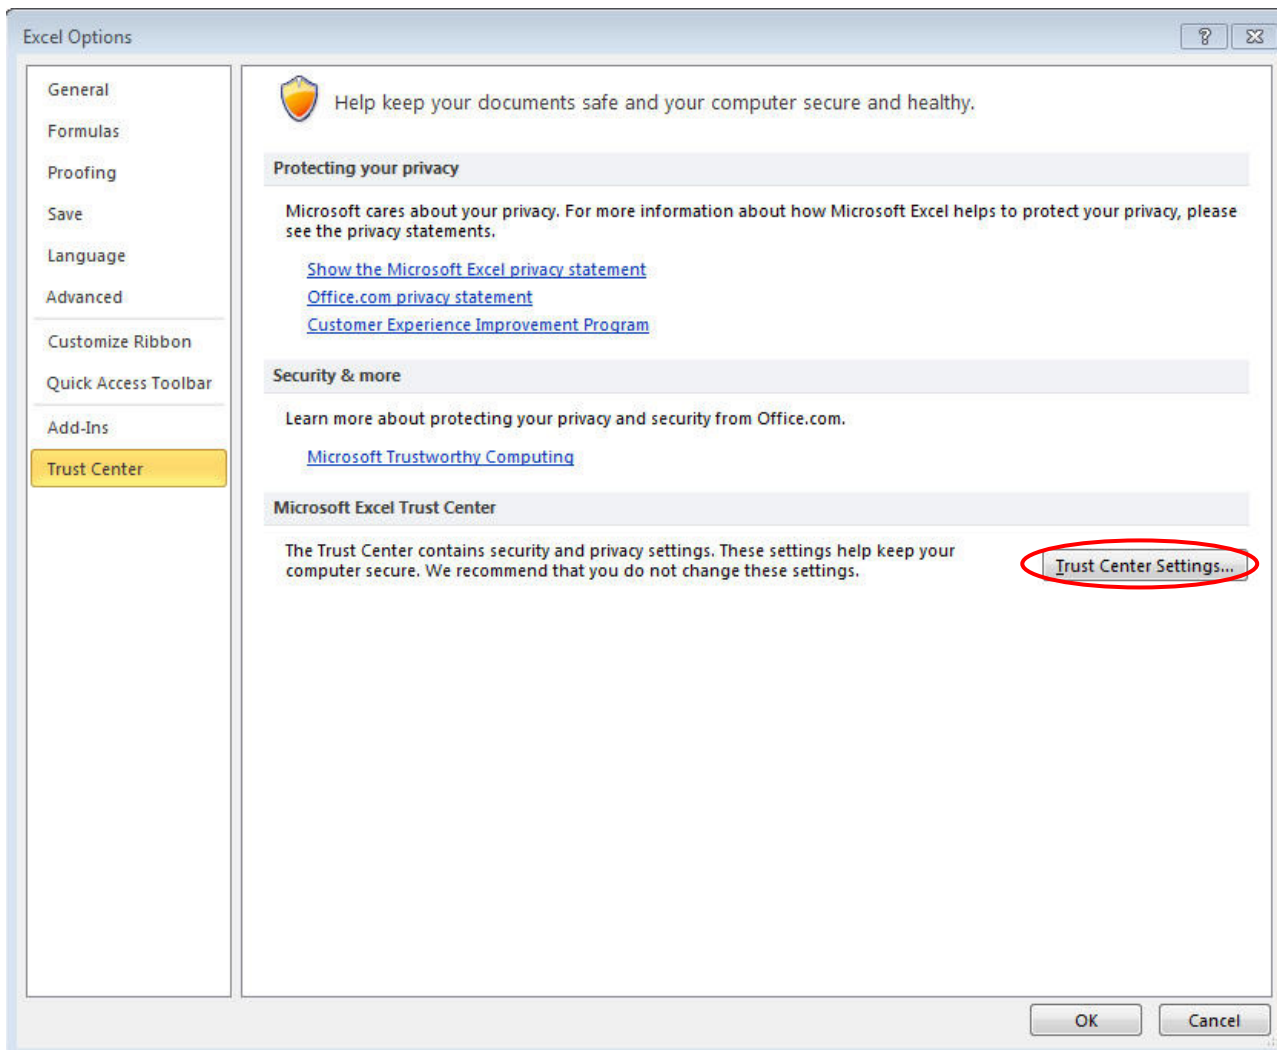 Excel Options
General
Formulas
Proofing
Save
Language
Advanced
Customize Ribbon
Quick Access Toolbar
Add-Ins
Trust Center
Help keep your documents safe and your computer secure and healthy.
Protecting your privacy
Microsoft cares about your privacy. For more information about how Microsoft Excel helps to protect your privacy, please
see the privacy statements.
Show the Microsoft Excel privacy statement
Office.com privacy statement
Customer Experience Improvement Program
Security & more
Learn more about protecting your privacy and security from Office.com.
Microsoft Trustworthy Computing
Microsoft Excel Trust Center
The Trust Center contains security and privacy settings. These settings help keep your
computer secure. We recommend that you do not change these settings.
Trust Center Settings...
OK
Cancel